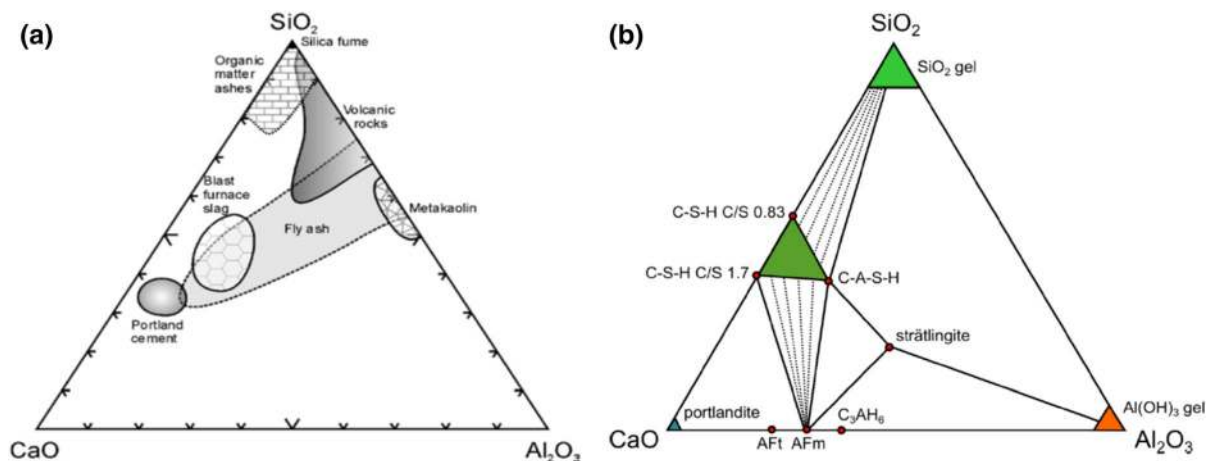 (a)
SiO₂
Silica fume
Organic
matter
ashes
Volcanic
rocks
Blast
furnace
slag
Metakaolin
Fly ash
Portland
cement
CaO
Al₂O₃
(b)
SiO₂
SiO₂ gel
C-S-H C/S 0.83
C-S-H C/S 1.7
C-A-S-H
strätlingite
portlandite
C₃AH₆
Al(OH)₃ gel
CaO
AFt
AFm
Al₂O₃